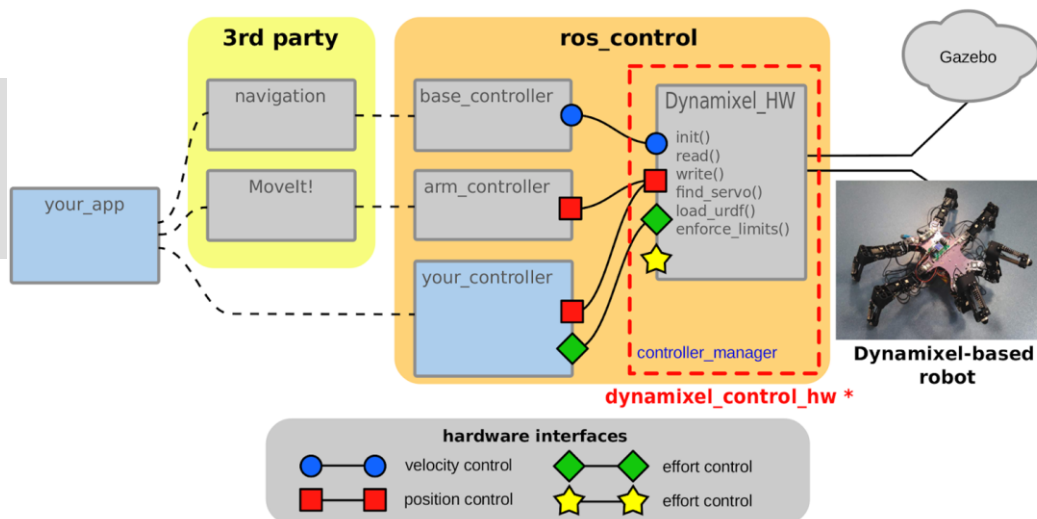 3rd party
ros_control
Gazebo
navigation
base_controller
Dynamixel_HW
init()
read()
write()
find_servo()
load_urdf()
enforce_limits()
MoveIt!
arm_controller
your_app
your_controller
controller_manager
Dynamixel-based
robot
dynamixel_control_hw *
hardware interfaces
velocity control
effort control
position control
effort control